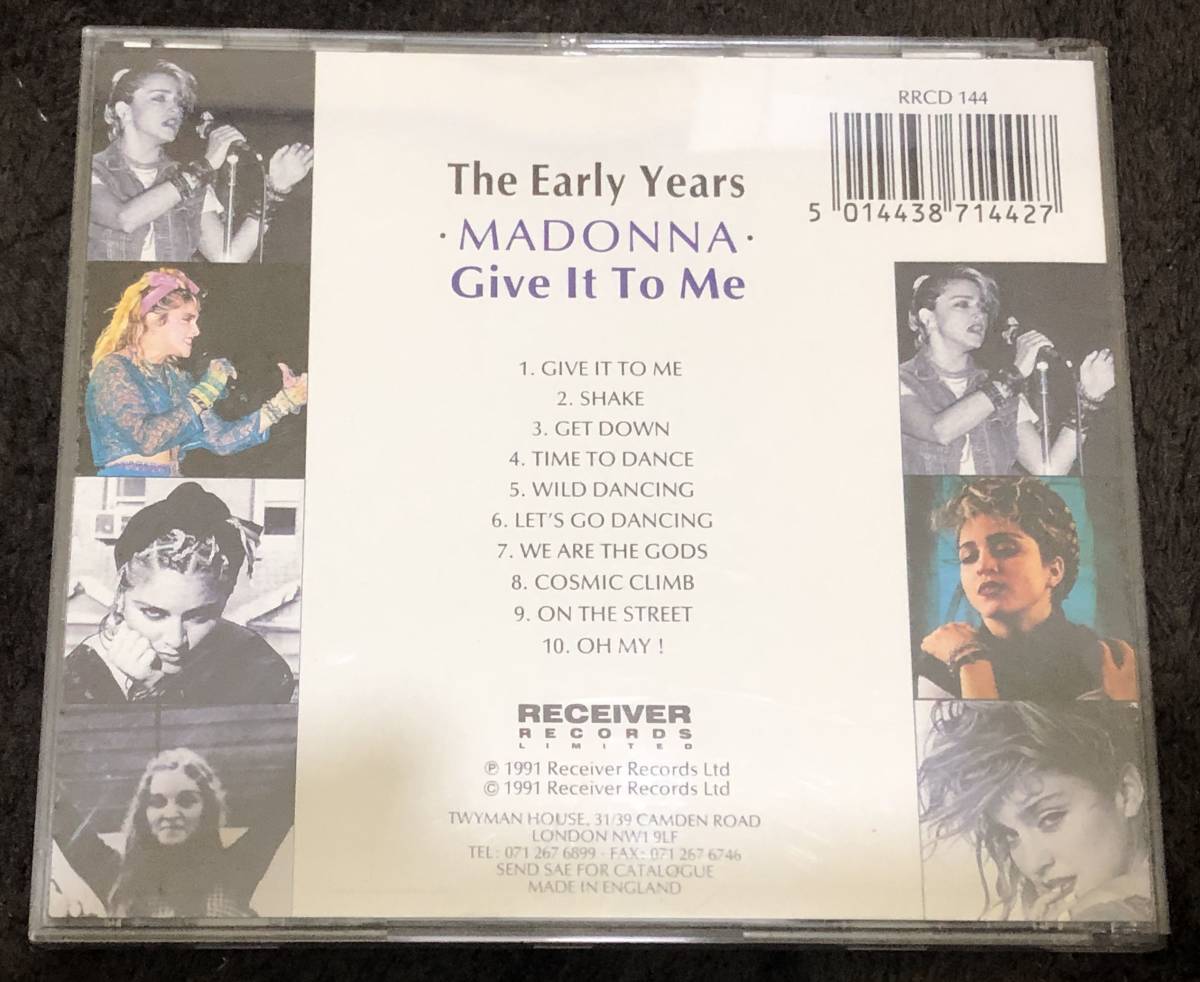 RRCD 144
5 014438 714427
The Early Years
· MADONNA ·
Give It To Me
1. GIVE IT TO ME
2. SHAKE
3. GET DOWN
4. TIME TO DANCE
5. WILD DANCING
6. LET'S GO DANCING
7. WE ARE THE GODS
8. COSMIC CLIMB
9. ON THE STREET
10. OH MY !
RECEIVER
RECORDS
LIMITED
℗ 1991 Receiver Records Ltd
© 1991 Receiver Records Ltd
TWYMAN HOUSE, 31/39 CAMDEN ROAD
LONDON NW1 9LF
TEL: 071 267 6899 · FAX: 071 267 6746
SEND SAE FOR CATALOGUE
MADE IN ENGLAND